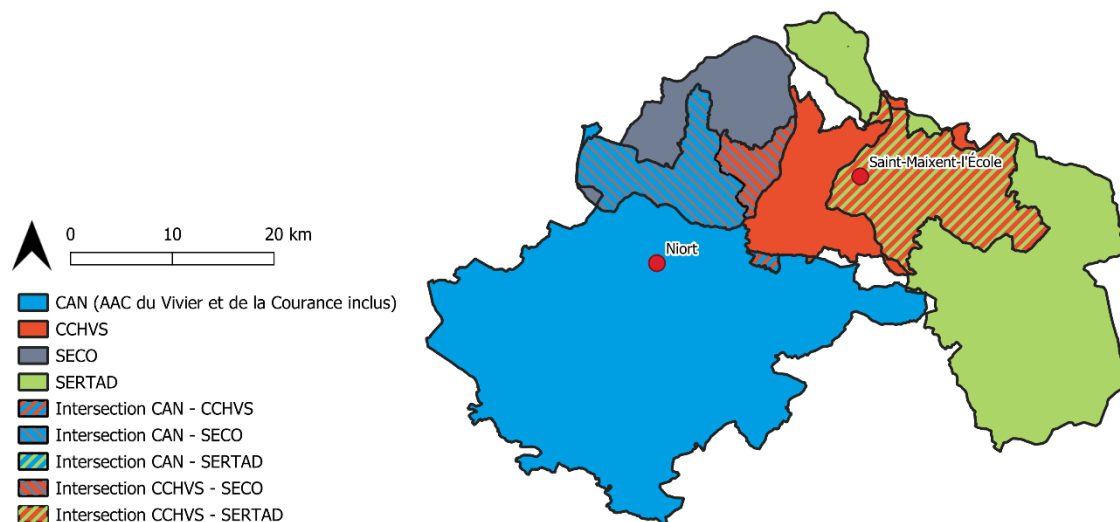 Saint-Maixent-l'École
Niort
0 10 20 km
CAN (AAC du Vivier et de la Courance inclus)
CCHVS
SECO
SERTAD
Intersection CAN - CCHVS
Intersection CAN - SECO
Intersection CAN - SERTAD
Intersection CCHVS - SECO
Intersection CCHVS - SERTAD